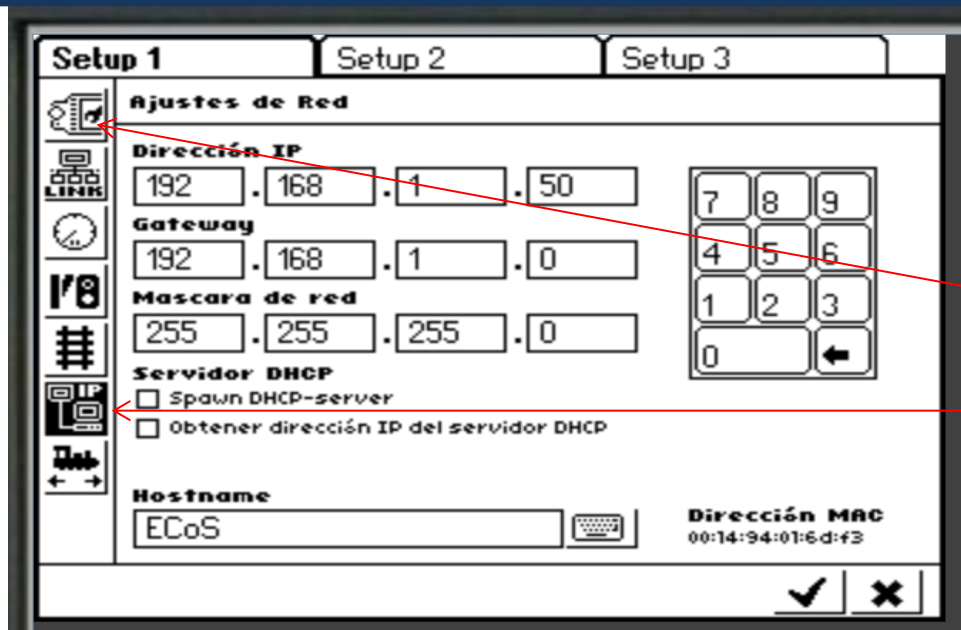 Setup 1 Setup 2 Setup 3
Ajustes de Red
Dirección IP
192 . 168 . 1 . 50
Gateway
192 . 168 . 1 . 0
Mascara de red
255 . 255 . 255 . 0
Servidor DHCP
Spawn DHCP-server
Obtener dirección IP del servidor DHCP
Hostname
ECoS
Dirección MAC
00:14:94:01:6d:f3
7 8 9
4 5 6
1 2 3
0
LINK
IP